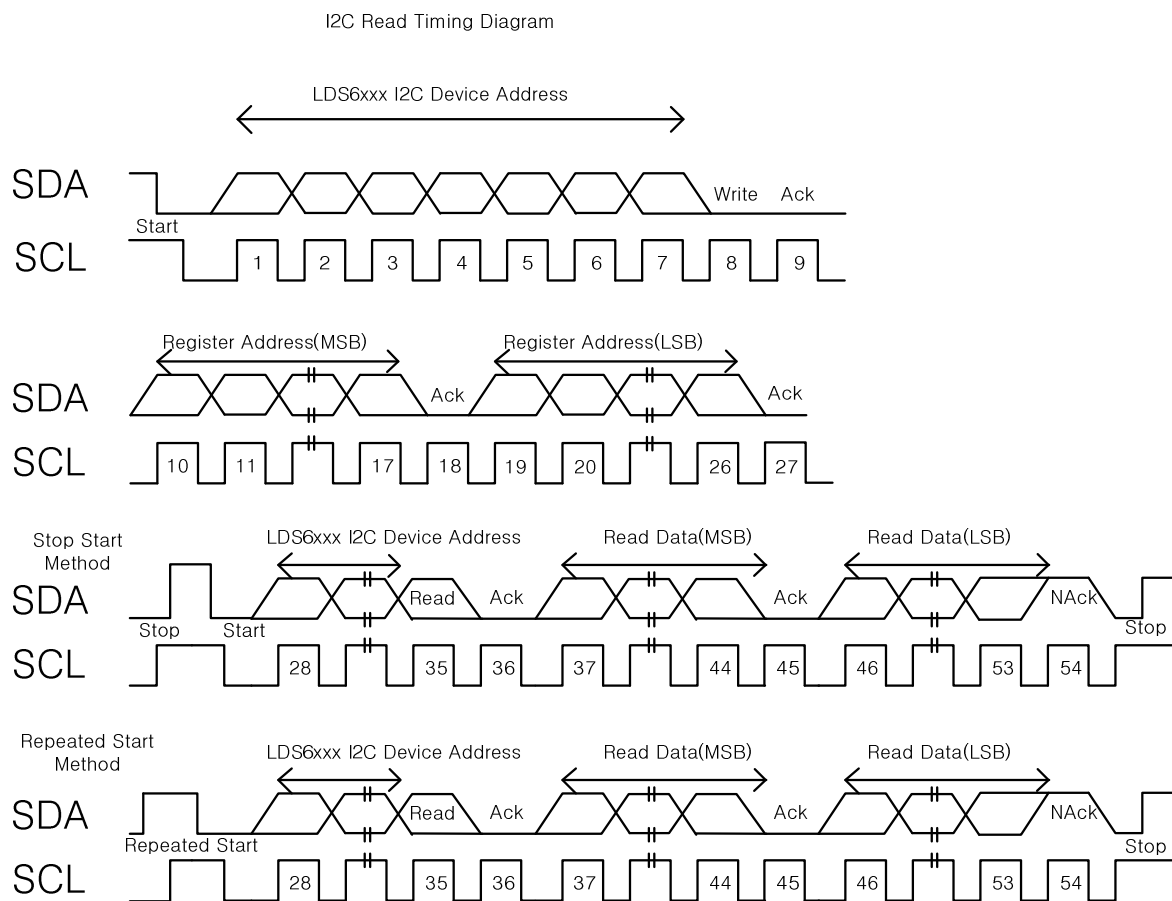 I2C Read Timing Diagram
LDS6xxx I2C Device Address
SDA
Write Ack
Start
SCL
1 2 3 4 5 6 7 8 9
Register Address(MSB) Register Address(LSB)
SDA
Ack Ack
SCL
10 11 17 18 19 20 26 27
Stop Start
Method
LDS6xxx I2C Device Address Read Data(MSB) Read Data(LSB)
SDA
Read Ack Ack NAck
Stop Start Stop
SCL
28 35 36 37 44 45 46 53 54
Repeated Start
Method
LDS6xxx I2C Device Address Read Data(MSB) Read Data(LSB)
SDA
Read Ack Ack NAck
Repeated Start Stop
SCL
28 35 36 37 44 45 46 53 54